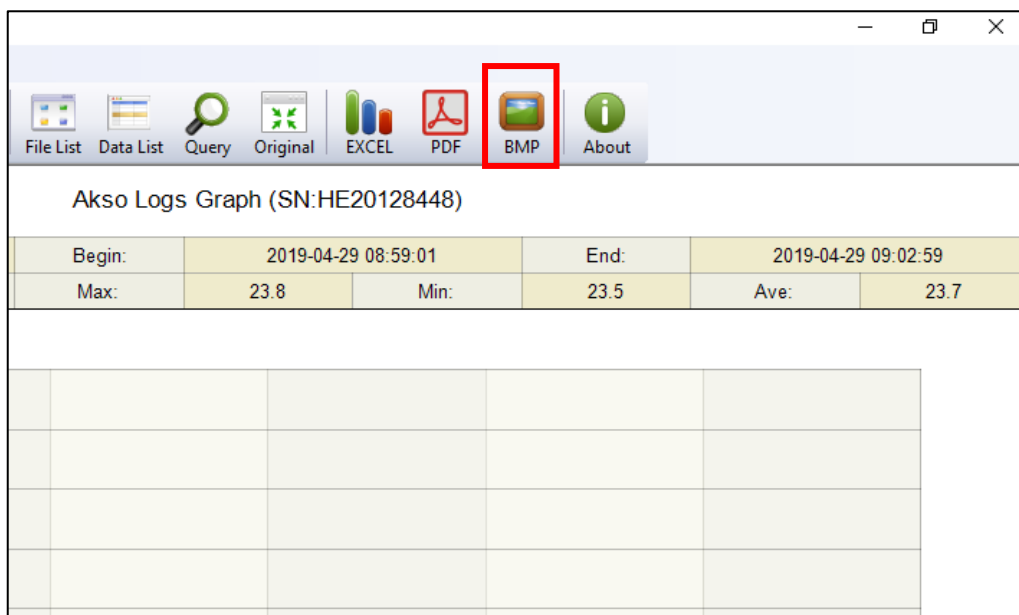 File List Data List Query Original EXCEL PDF BMP About
Akso Logs Graph (SN:HE20128448)
Begin: 2019-04-29 08:59:01 End: 2019-04-29 09:02:59
Max: 23.8 Min: 23.5 Ave: 23.7